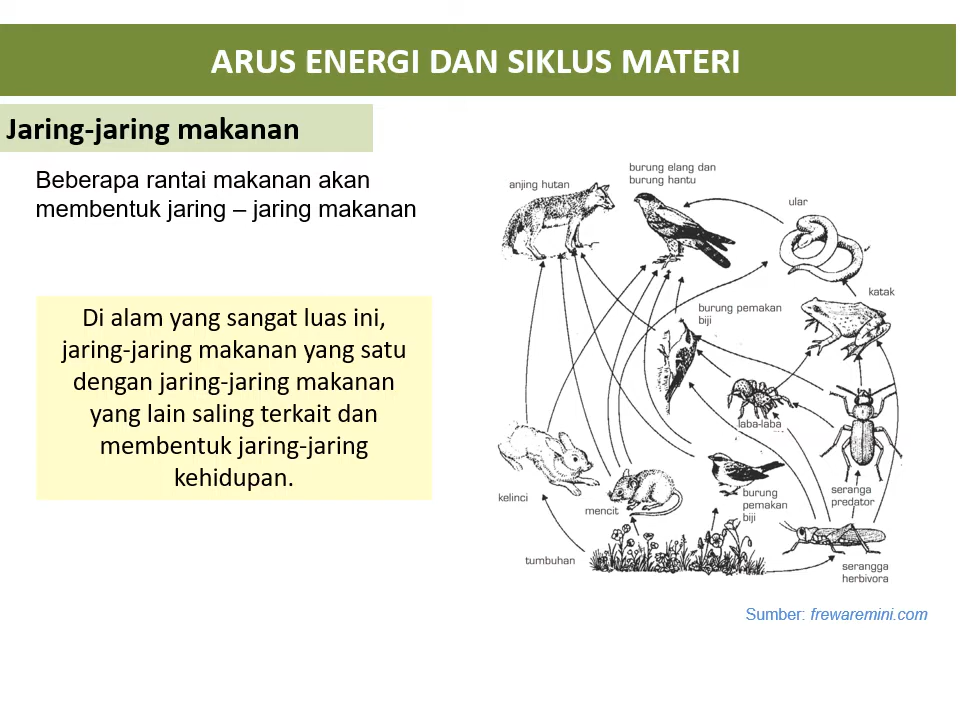 ARUS ENERGI DAN SIKLUS MATERI
Jaring-jaring makanan
Beberapa rantai makanan akan
membentuk jaring – jaring makanan
Di alam yang sangat luas ini,
jaring-jaring makanan yang satu
dengan jaring-jaring makanan
yang lain saling terkait dan
membentuk jaring-jaring
kehidupan.
anjing hutan
burung elang dan
burung hantu
ular
katak
burung pemakan
biji
laba-laba
kelinci
mencit
burung
pemakan
biji
seranga
predator
tumbuhan
serangga
herbivora
Sumber: frewaremini.com